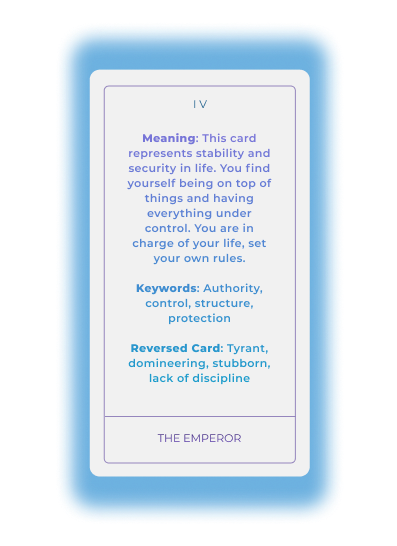 IV
Meaning: This card
represents stability and
security in life. You find
yourself being on top of
things and having
everything under
control. You are in
charge of your life, set
your own rules.
Keywords: Authority,
control, structure,
protection
Reversed Card: Tyrant,
domineering, stubborn,
lack of discipline
THE EMPEROR